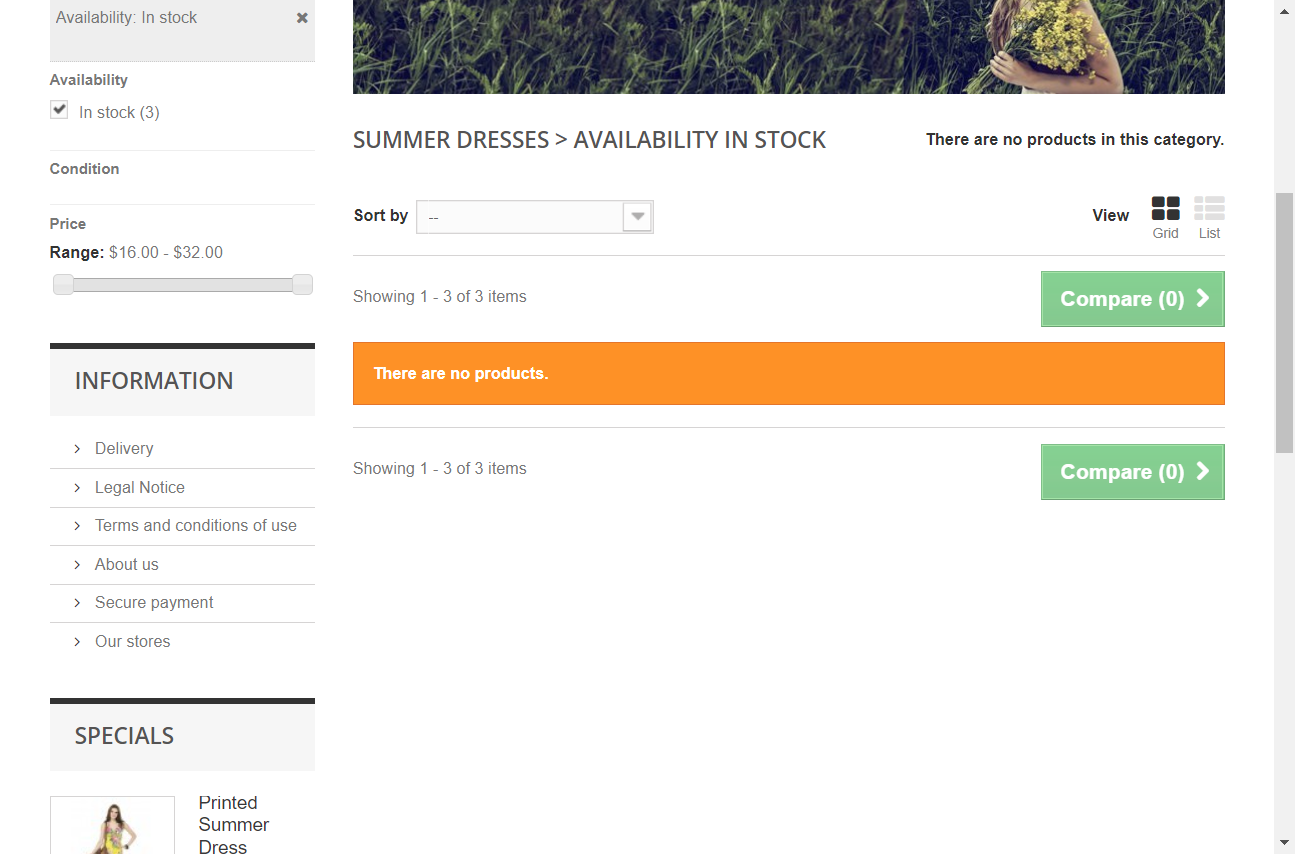 Availability: In stock
Availability
In stock (3)
Condition
Price
Range: $16.00 - $32.00
INFORMATION
Delivery
Legal Notice
Terms and conditions of use
About us
Secure payment
Our stores
SPECIALS
Printed
Summer
Dress
SUMMER DRESSES > AVAILABILITY IN STOCK
There are no products in this category.
Sort by --
View
Grid
List
Showing 1 - 3 of 3 items
Compare (0)
There are no products.
Showing 1 - 3 of 3 items
Compare (0)